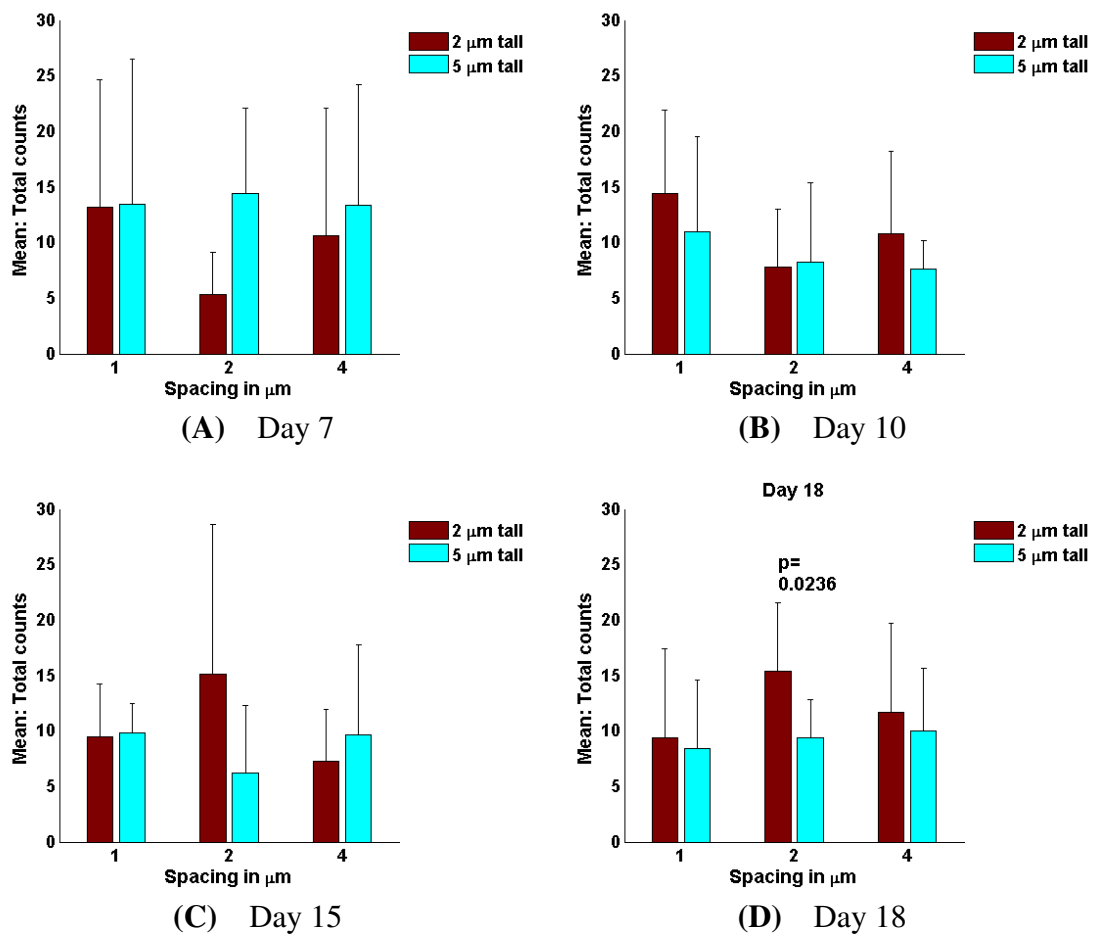 30
25
20
15
10
5
0
Mean: Total counts
2 μm tall
5 μm tall
1 2 4
Spacing in μm
(A) Day 7
30
25
20
15
10
5
0
Mean: Total counts
2 μm tall
5 μm tall
1 2 4
Spacing in μm
(B) Day 10
30
25
20
15
10
5
0
Mean: Total counts
2 μm tall
5 μm tall
1 2 4
Spacing in μm
(C) Day 15
Day 18
30
25
20
15
10
5
0
Mean: Total counts
2 μm tall
5 μm tall
p=
0.0236
1 2 4
Spacing in μm
(D) Day 18